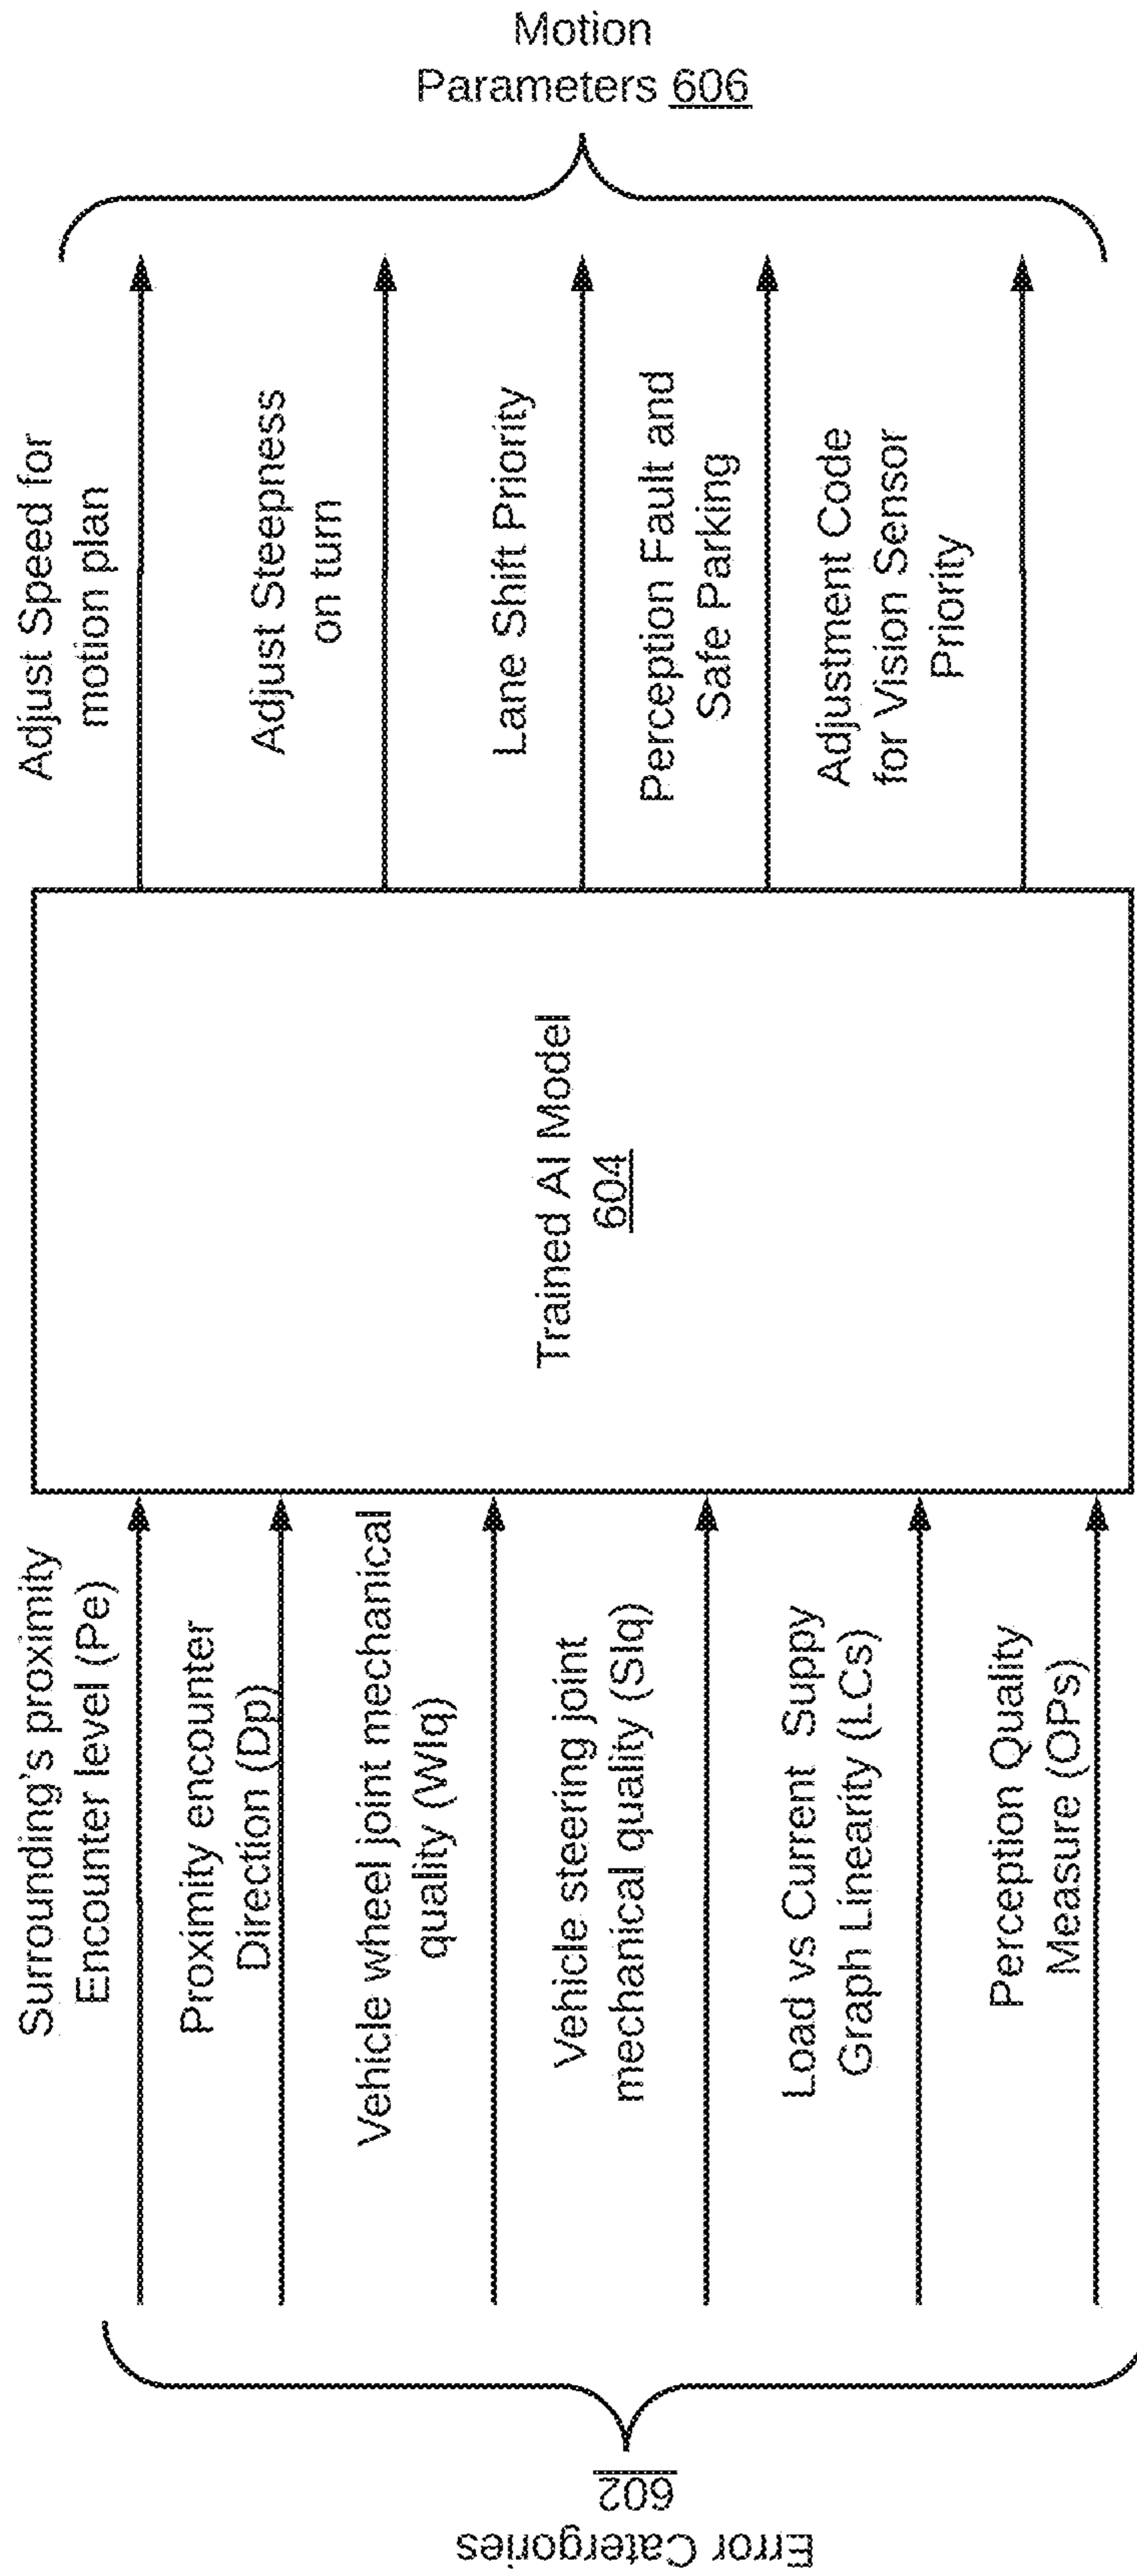 Motion
Parameters 606
Adjust Speed for
motion plan
Adjust Steepness
on turn
Lane Shift Priority
Perception Fault and
Safe Parking
Adjustment Code
for Vision Sensor
Priority
Trained AI Model
604
Surrounding's proximity
Encounter level (Pe)
Proximity encounter
Direction (Dp)
Vehicle wheel joint mechanical
quality (WIq)
Vehicle steering joint
mechanical quality (SIq)
Load vs Current Suppy
Graph Linearity (LCs)
Perception Quality
Measure (OPs)
Error Catergories
602